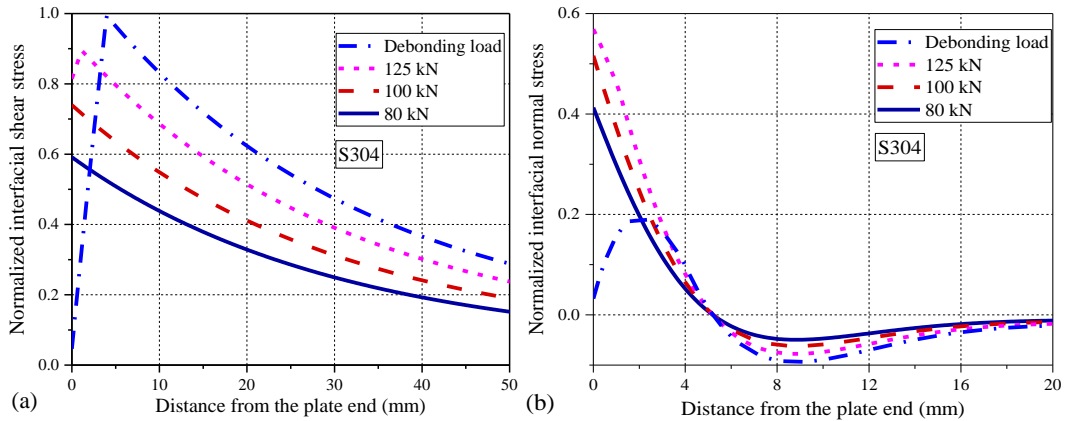 Normalized interfacial shear stress
1.0
0.8
0.6
0.4
0.2
0.0
Debonding load
125 kN
100 kN
80 kN
S304
0 10 20 30 40 50
(a) Distance from the plate end (mm)
Normalized interfacial normal stress
0.6
0.4
0.2
0.0
Debonding load
125 kN
100 kN
80 kN
S304
0 4 8 12 16 20
(b) Distance from the plate end (mm)